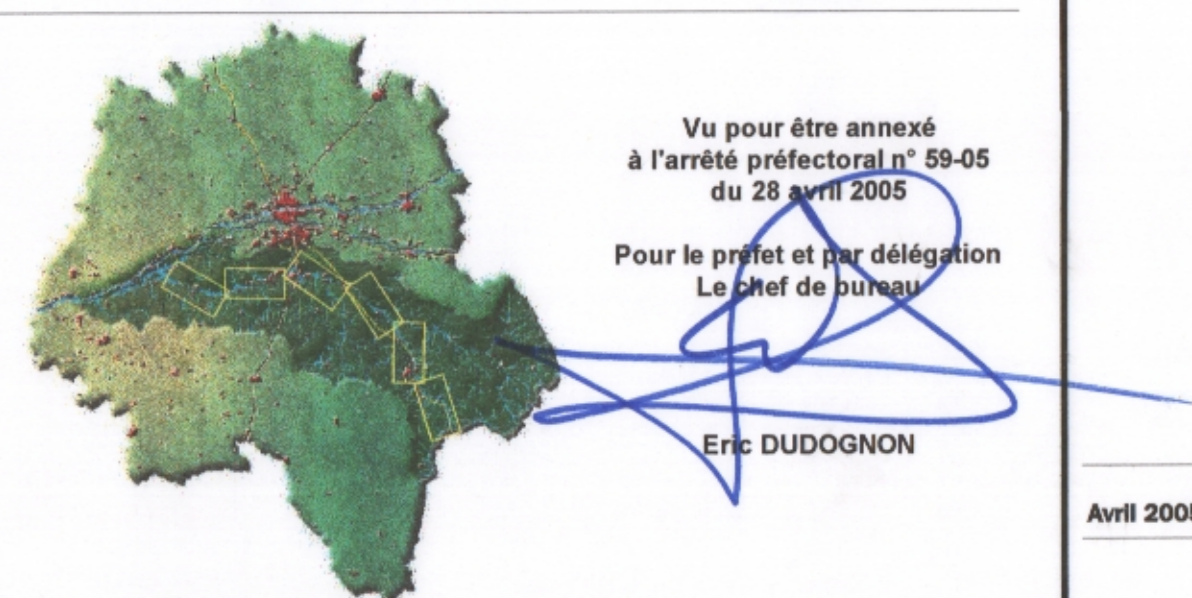 Vu pour être annexé
à l'arrêté préfectoral n° 59-05
du 28 avril 2005
Pour le préfet et par délégation
Le chef de bureau
Eric DUDOGNON
Avril 2005